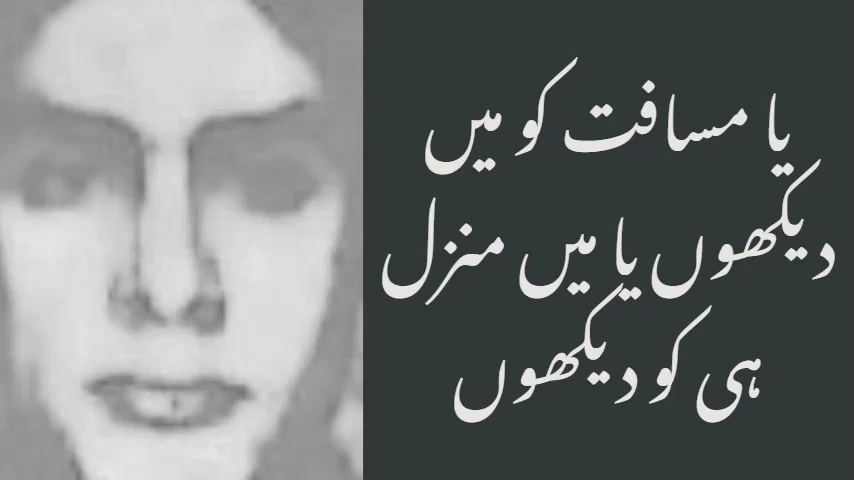 یا مسافت کو میں
دیکھوں یا میں منزل
ہی کو دیکھوں